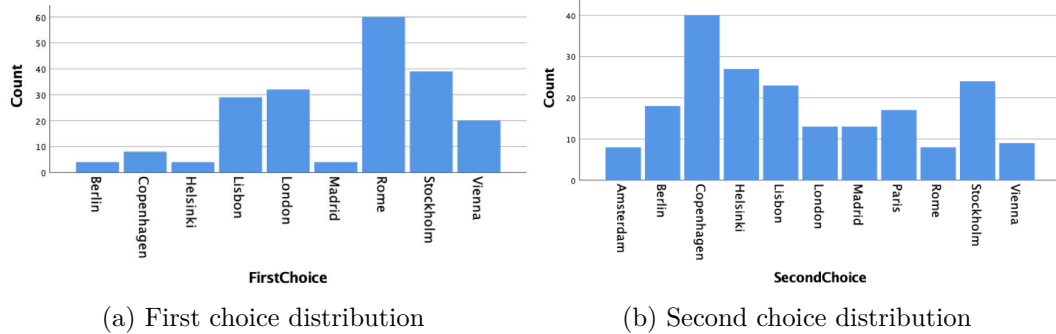 60
50
40
30
20
10
0
Count
Berlin
Copenhagen
Helsinki
Lisbon
London
Madrid
Rome
Stockholm
Vienna
FirstChoice
(a) First choice distribution
40
30
20
10
0
Count
Amsterdam
Berlin
Copenhagen
Helsinki
Lisbon
London
Madrid
Paris
Rome
Stockholm
Vienna
SecondChoice
(b) Second choice distribution